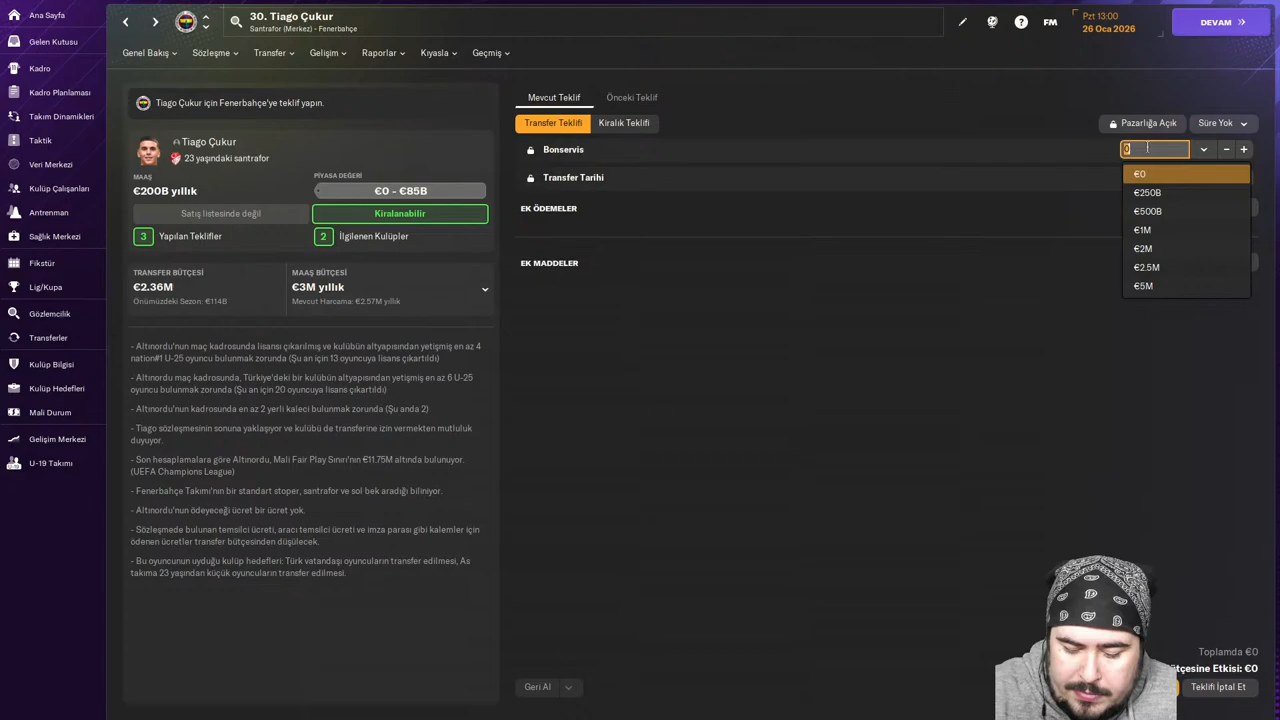 Ana Sayfa
Gelen Kutusu
Kadro
Kadro Planlaması
Takım Dinamikleri
Taktik
Veri Merkezi
Kulüp Çalışanları
Antrenman
Sağlık Merkezi
Fikstür
Lig/Kupa
Gözlemcilik
Transferler
Kulüp Bilgisi
Kulüp Hedefleri
Mali Durum
Gelişim Merkezi
U-19 Takımı
30. Tiago Çukur
Santrafor (Merkez) - Fenerbahçe
FM
Pzt 13:00
26 Oca 2026
DEVAM
Genel Bakış
Sözleşme
Transfer
Gelişim
Raporlar
Kıyasla
Geçmiş
Tiago Çukur için Fenerbahçe'ye teklif yapın.
Tiago Çukur
23 yaşındaki santrafor
MAAŞ
€200B yıllık
PİYASA DEĞERİ
€0 - €85B
Satış listesinde değil
Kiralanabilir
3 Yapılan Teklifler
2 İlgilenen Kulüpler
TRANSFER BÜTÇESİ
€2.36M
Önümüzdeki Sezon: €114B
MAAŞ BÜTÇESİ
€3M yıllık
Mevcut Harcama: €2.57M yıllık
- Altınordu'nun maç kadrosunda lisansı çıkarılmış ve kulübün altyapısından yetişmiş en az 4
nation#1 U-25 oyuncu bulunmak zorunda (Şu an için 13 oyuncuya lisans çıkartıldı)
- Altınordu maç kadrosunda, Türkiye'deki bir kulübün altyapısından yetişmiş en az 6 U-25
oyuncu bulunmak zorunda (Şu an için 20 oyuncuya lisans çıkartıldı)
- Altınordu'nun kadrosunda en az 2 yerli kaleci bulunmak zorunda (Şu anda 2)
- Tiago sözleşmesinin sonuna yaklaşıyor ve kulübü de transferine izin vermekten mutluluk
duyuyor.
- Son hesaplamalara göre Altınordu, Mali Fair Play Sınırı'nın €11.75M altında bulunuyor.
(UEFA Champions League)
- Fenerbahçe Takımı'nın bir standart stoper, santrafor ve sol bek aradığı biliniyor.
- Altınordu'nun ödeyeceği ücret bir ücret yok.
- Sözleşmede bulunan temsilci ücreti, aracı temsilci ücreti ve imza parası gibi kalemler için
ödenen ücretler transfer bütçesinden düşülecek.
- Bu oyuncunun uyduğu kulüp hedefleri: Türk vatandaşı oyuncuların transfer edilmesi, As
takıma 23 yaşından küçük oyuncuların transfer edilmesi.
Mevcut Teklif
Önceki Teklif
Transfer Teklifi
Kiralık Teklifi
Pazarlığa Açık
Süre Yok
Bonservis
0
Transfer Tarihi
EK ÖDEMELER
EK MADDELER
€0
€250B
€500B
€1M
€2M
€2.5M
€5M
Toplamda €0
Etkisi: €0
Geri Al
Teklifi İptal Et